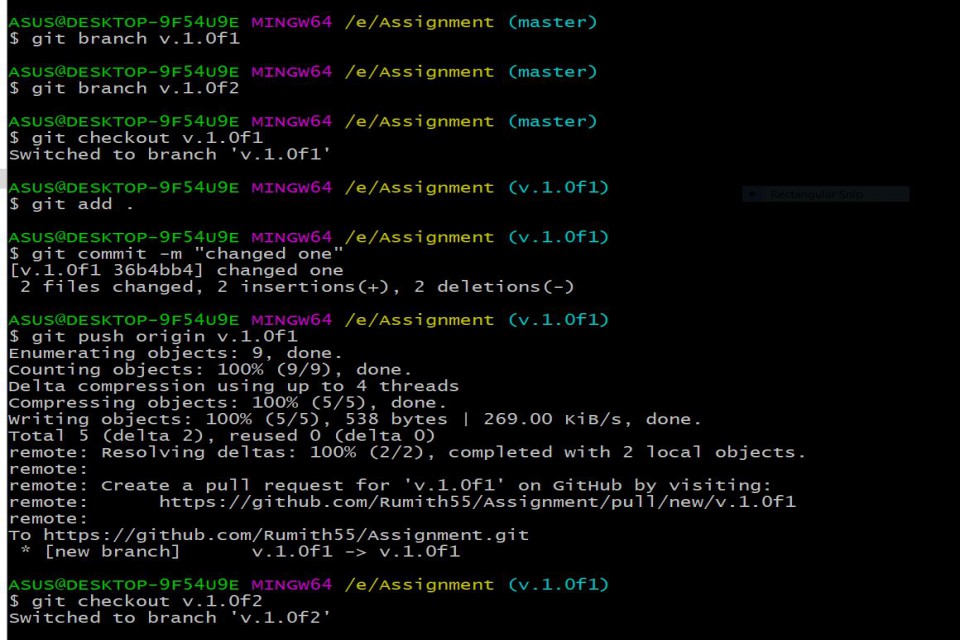 ASUS@DESKTOP-9F54U9E MINGW64 /e/Assignment (master)
$ git branch v.1.0f1
ASUS@DESKTOP-9F54U9E MINGW64 /e/Assignment (master)
$ git branch v.1.0f2
ASUS@DESKTOP-9F54U9E MINGW64 /e/Assignment (master)
$ git checkout v.1.0f1
Switched to branch 'v.1.0f1'
ASUS@DESKTOP-9F54U9E MINGW64 /e/Assignment (v.1.0f1)
$ git add .
Rectangular Snip
ASUS@DESKTOP-9F54U9E MINGW64 /e/Assignment (v.1.0f1)
$ git commit -m "changed one"
[v.1.0f1 36b4bb4] changed one
 2 files changed, 2 insertions(+), 2 deletions(-)
ASUS@DESKTOP-9F54U9E MINGW64 /e/Assignment (v.1.0f1)
$ git push origin v.1.0f1
Enumerating objects: 9, done.
Counting objects: 100% (9/9), done.
Delta compression using up to 4 threads
Compressing objects: 100% (5/5), done.
Writing objects: 100% (5/5), 538 bytes | 269.00 KiB/s, done.
Total 5 (delta 2), reused 0 (delta 0)
remote: Resolving deltas: 100% (2/2), completed with 2 local objects.
remote:
remote: Create a pull request for 'v.1.0f1' on GitHub by visiting:
remote:      https://github.com/Rumith55/Assignment/pull/new/v.1.0f1
remote:
To https://github.com/Rumith55/Assignment.git
 * [new branch]      v.1.0f1 -> v.1.0f1
ASUS@DESKTOP-9F54U9E MINGW64 /e/Assignment (v.1.0f1)
$ git checkout v.1.0f2
Switched to branch 'v.1.0f2'